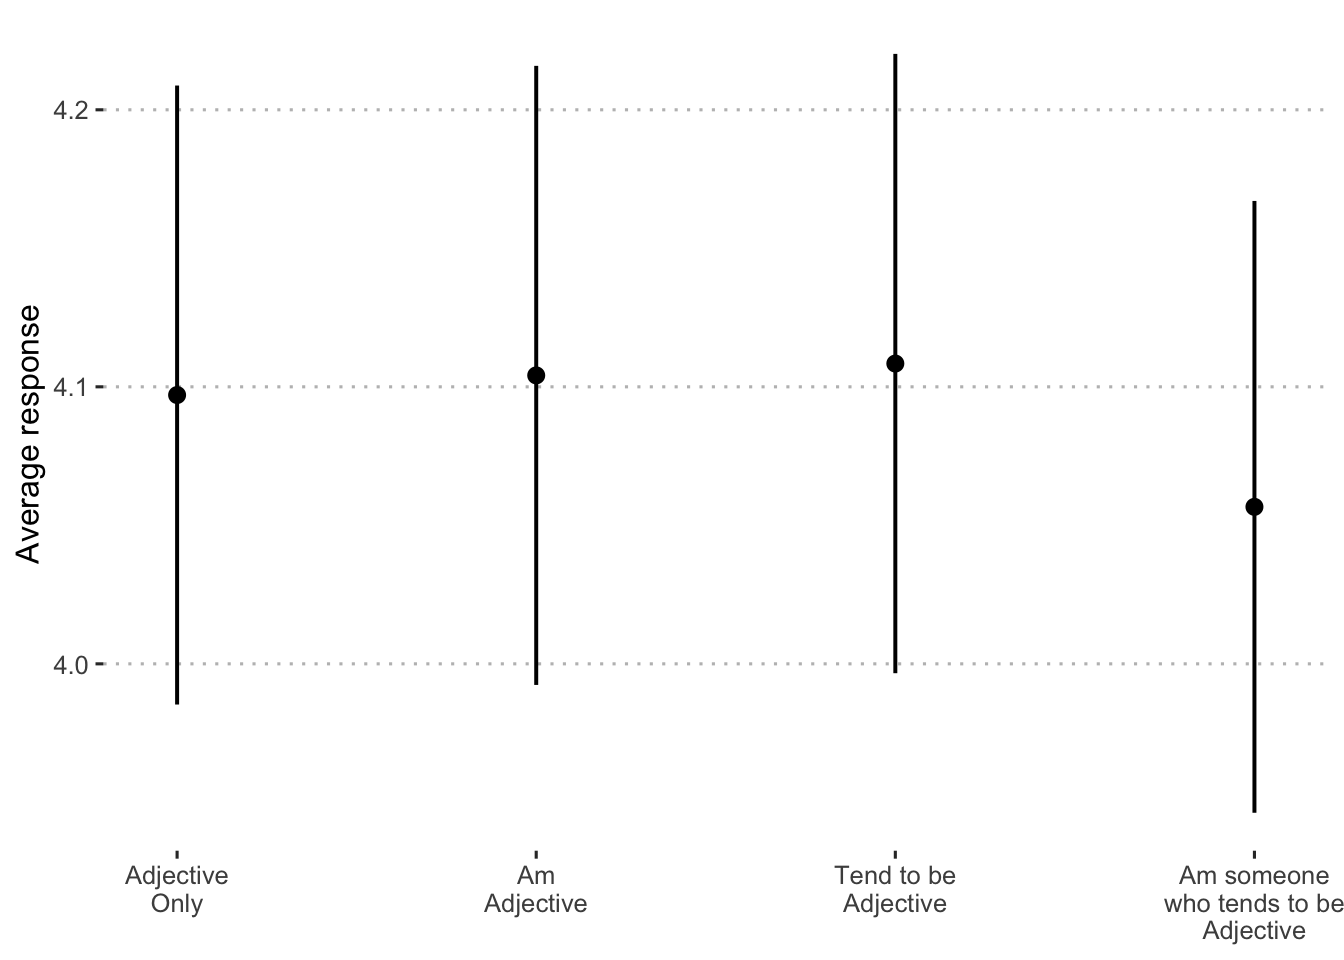 Average response
4.2
4.1
4.0
Adjective
Only
Am
Adjective
Tend to be
Adjective
Am someone
who tends to be
Adjective